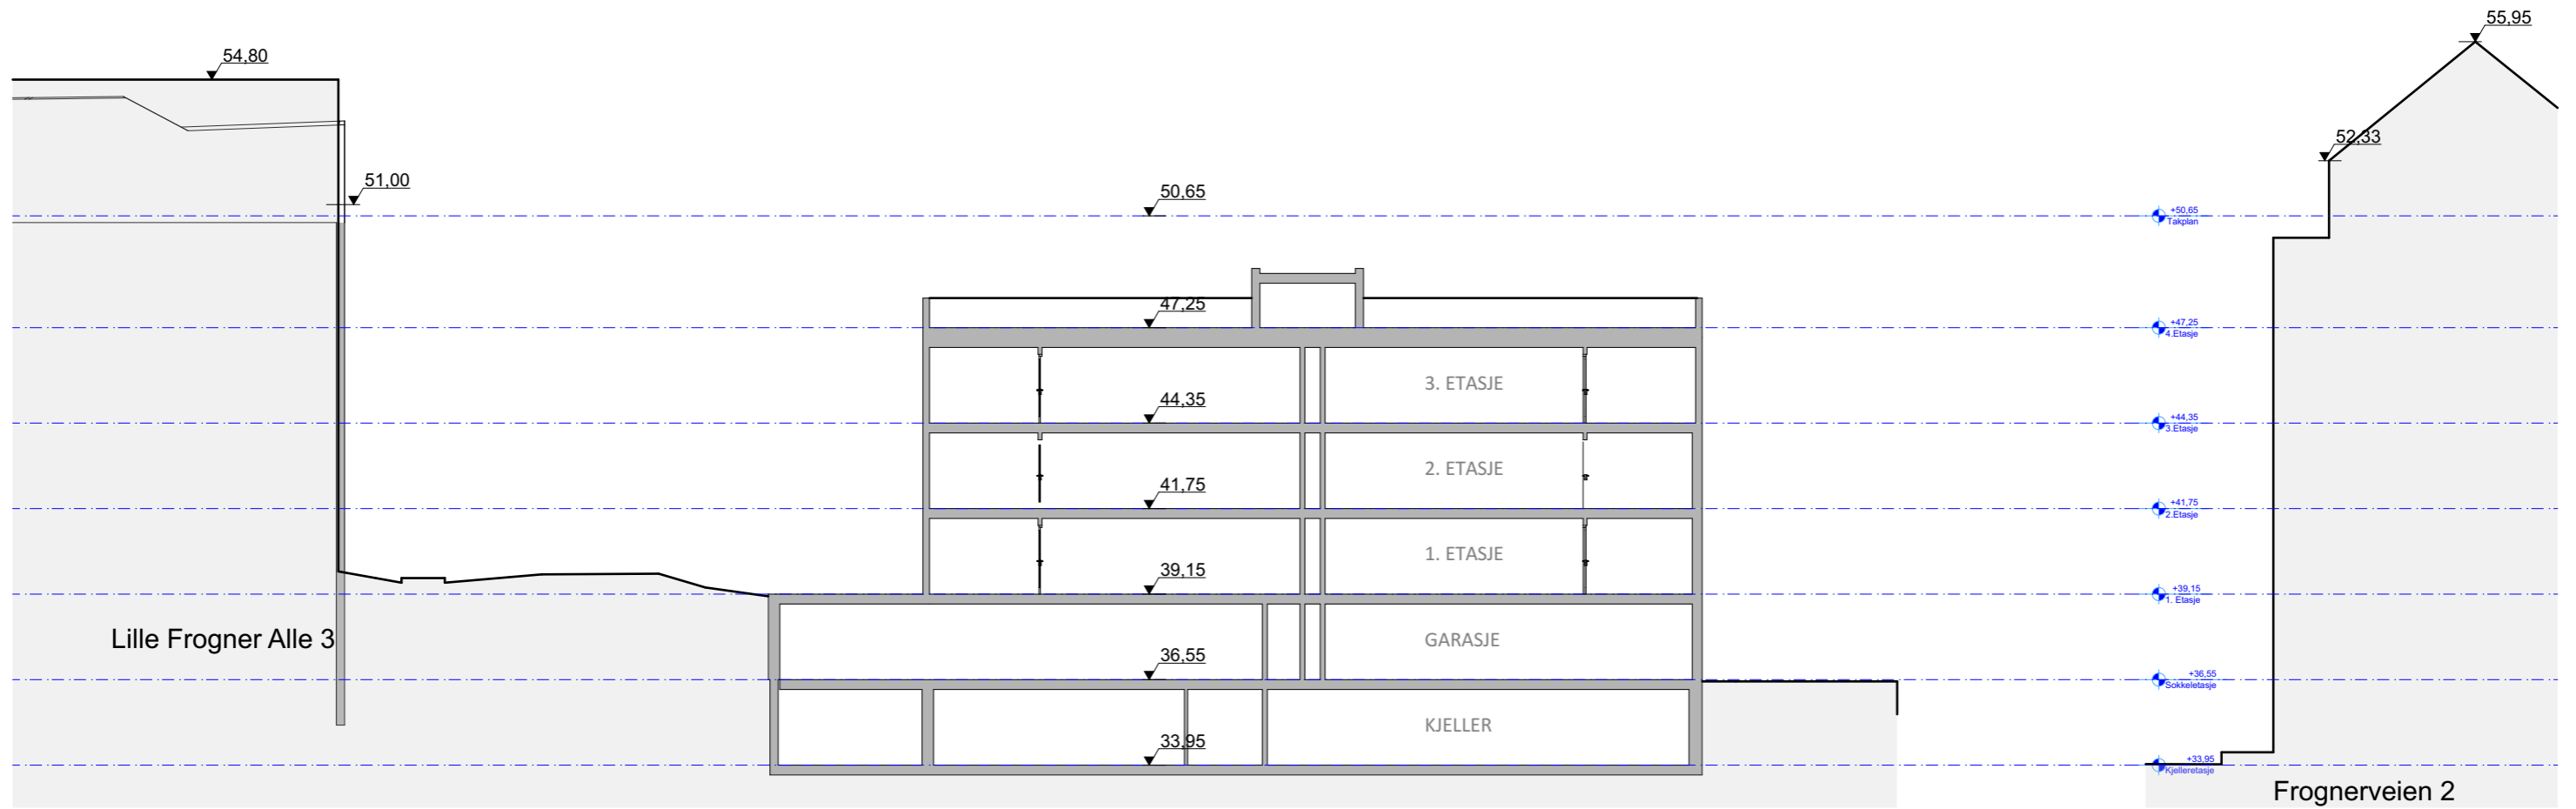 55,95
54,80
52,33
51,00
50,65
+50,65
Takplan
47,25
+47,25
4.Etasje
3. ETASJE
44,35
+44,35
3.Etasje
2. ETASJE
41,75
+41,75
2.Etasje
1. ETASJE
39,15
+39,15
1. Etasje
Lille Frogner Alle 3
GARASJE
36,55
+36,55
Sokkeletasje
KJELLER
33,95
+33,95
Kjelleretasje
Frognerveien 2